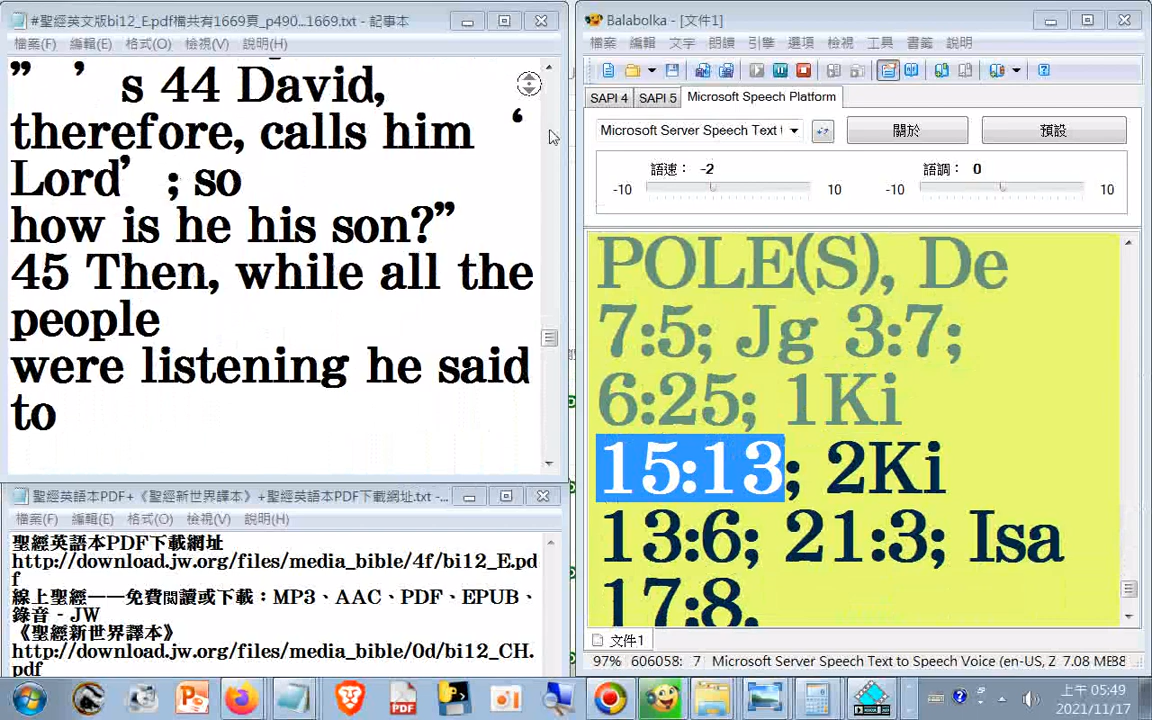 #聖經英文版bi12_E.pdf檔共有1669頁_p490...1669.txt - 記事本
檔案(F) 編輯(E) 格式(O) 檢視(V) 說明(H)
” ’s 44 David,
therefore, calls him ‘
Lord’; so
how is he his son?”
45 Then, while all the
people
were listening he said
to
聖經英語本PDF+《聖經新世界譯本》+聖經英語本PDF下載網址.txt -...
檔案(F) 編輯(E) 格式(O) 檢視(V) 說明(H)
聖經英語本PDF下載網址
http://download.jw.org/files/media_bible/4f/bi12_E.pd
f
線上聖經——免費閱讀或下載：MP3、AAC、PDF、EPUB、
錄音 - JW
《聖經新世界譯本》
http://download.jw.org/files/media_bible/0d/bi12_CH.
pdf
Balabolka - [文件1]
檔案 編輯 文字 朗讀 引擎 選項 檢視 工具 書籤 說明
SAPI 4 SAPI 5 Microsoft Speech Platform
Microsoft Server Speech Text t 關於 預設
語速： -2 語調： 0
-10 10 -10 10
POLE(S), De
7:5; Jg 3:7;
6:25; 1Ki
15:13; 2Ki
13:6; 21:3; Isa
17:8.
文件1
97% 606058: 7 Microsoft Server Speech Text to Speech Voice (en-US, Z 7.08 MEB8
上午 05:49
2021/11/17